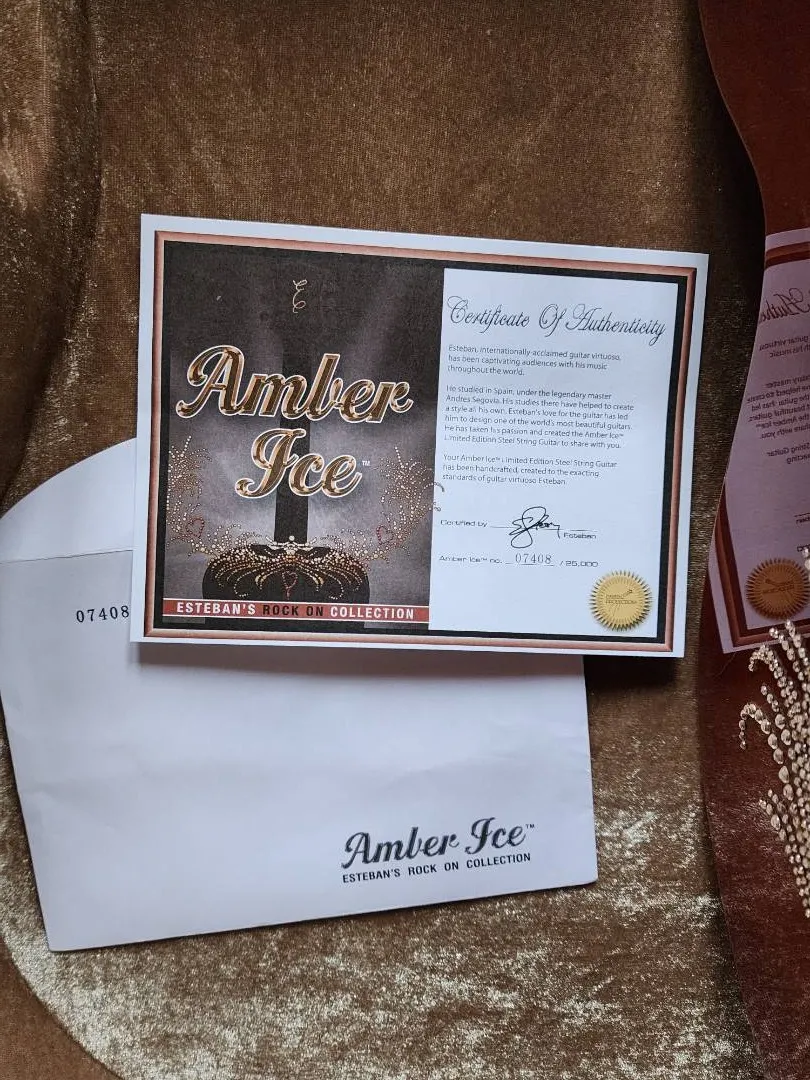 Amber
Ice™
ESTEBAN'S ROCK ON COLLECTION
Certificate Of Authenticity
Esteban, internationally-acclaimed guitar virtuoso,
has been captivating audiences with his music
throughout the world.
He studied in Spain, under the legendary master
Andres Segovia. His studies there have helped to create
a style all his own. Esteban's love for the guitar has led
him to design one of the world's most beautiful guitars.
He has taken his passion and created the Amber Ice™
Limited Edition Steel String Guitar to share with you.
Your Amber Ice™ Limited Edition Steel String Guitar
has been handcrafted, created to the exacting
standards of guitar virtuoso Esteban.
Certified by
Esteban
Amber Ice™ no. 07408 / 25,000
07408
Amber Ice™
ESTEBAN'S ROCK ON COLLECTION